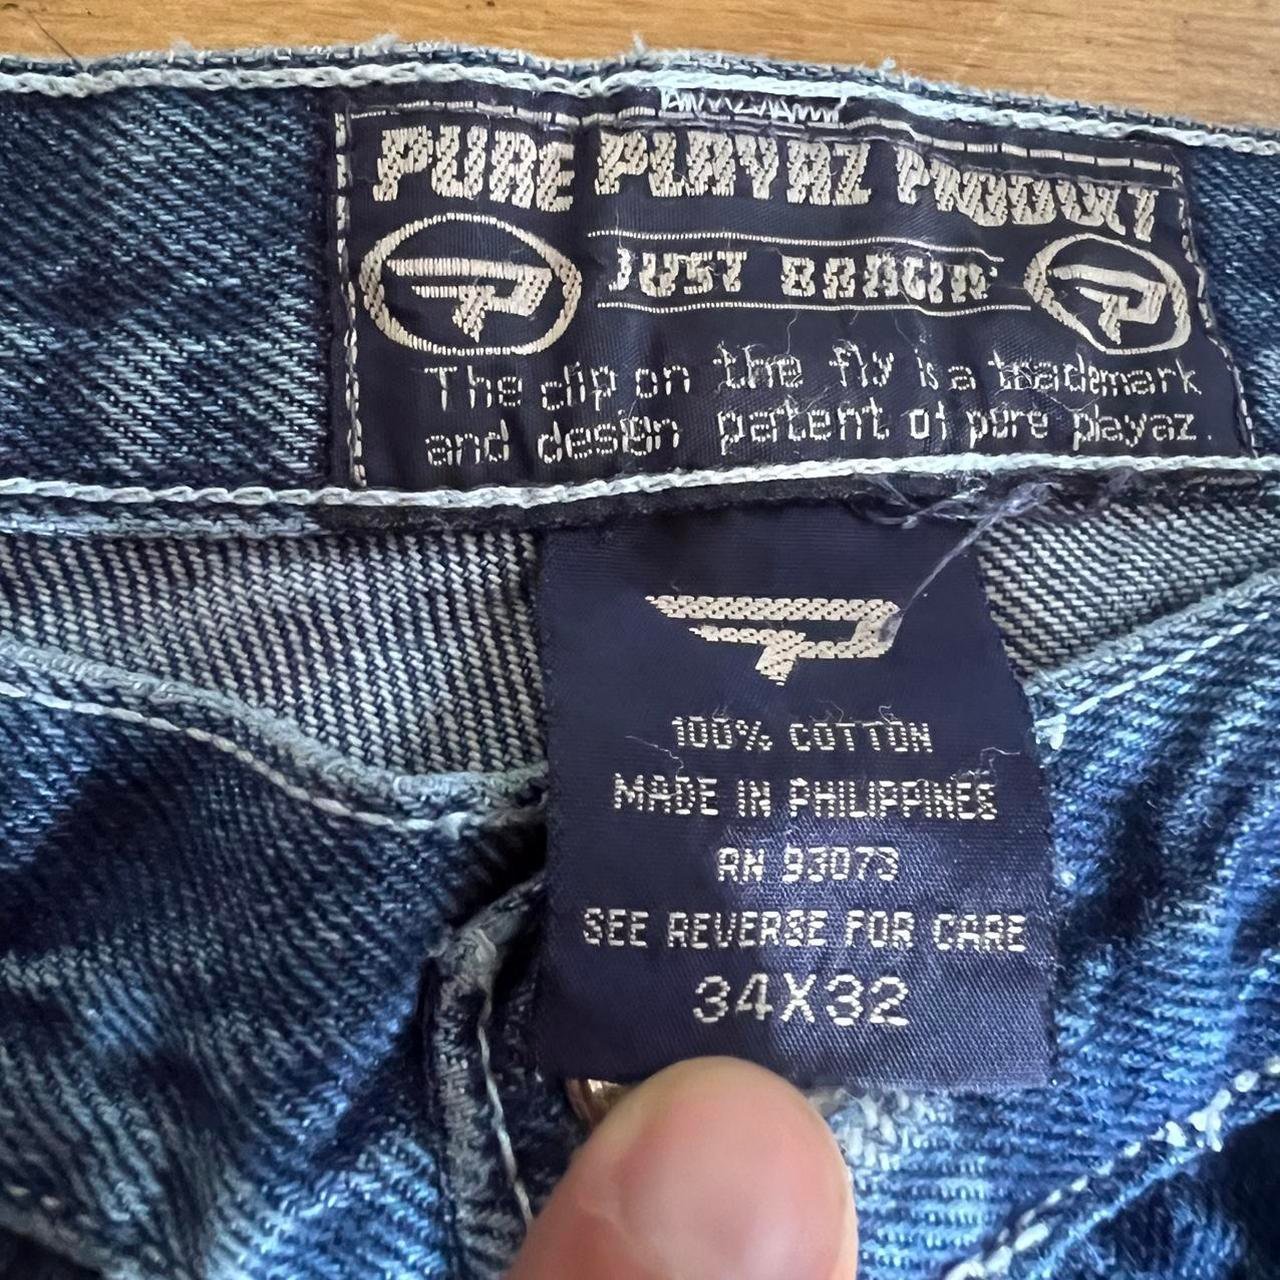 PURE PLAYAZ PRODUCT
JUST BANGIN'
The clip on the fly is a trademark
and design patent of pure playaz.
100% COTTON
MADE IN PHILIPPINES
RN 93073
SEE REVERSE FOR CARE
34X32